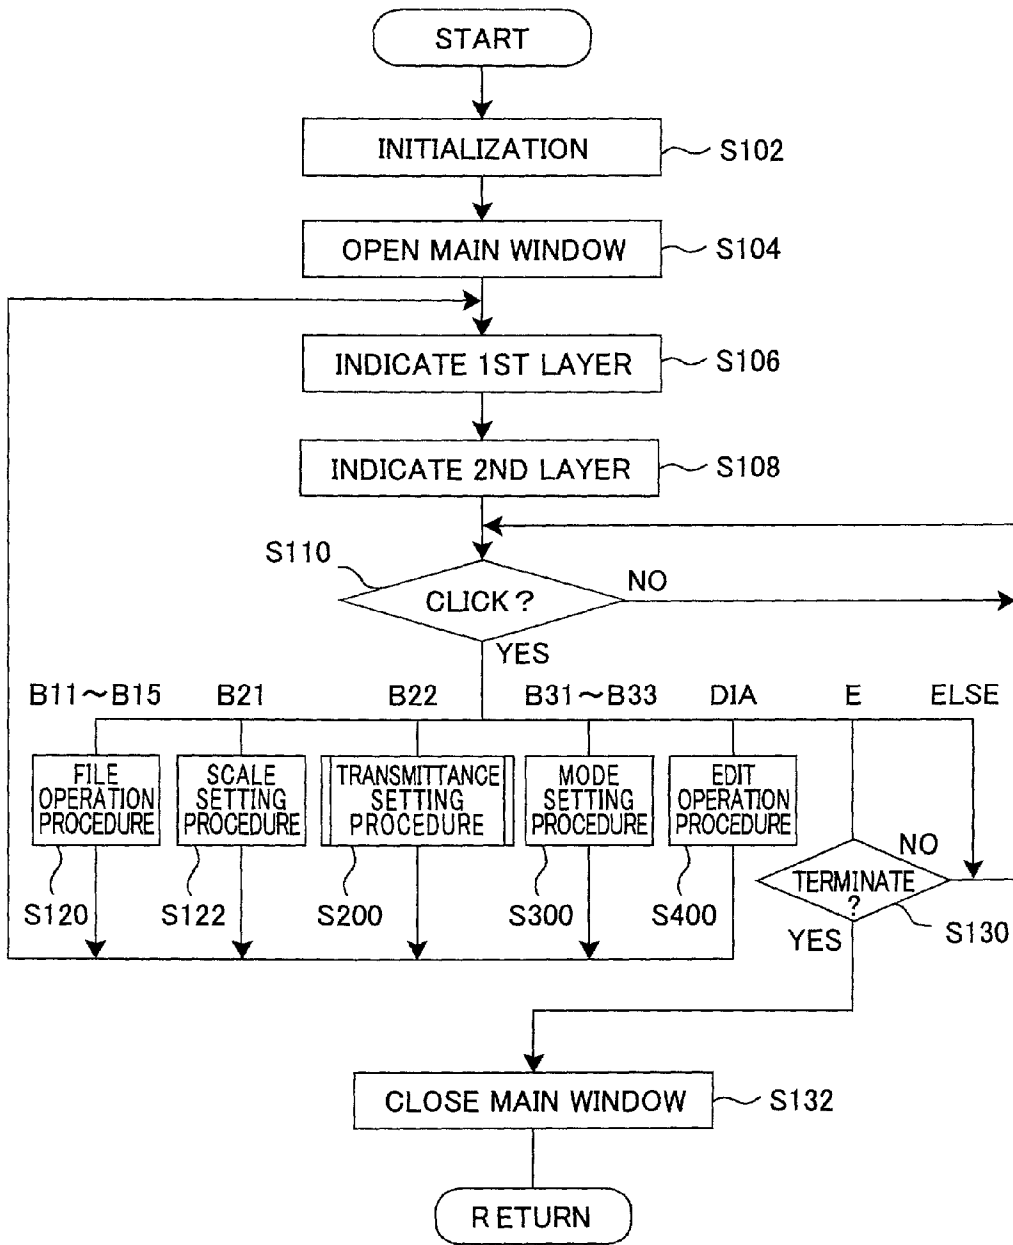 START
INITIALIZATION
S102
OPEN MAIN WINDOW
S104
INDICATE 1ST LAYER
S106
INDICATE 2ND LAYER
S108
S110
CLICK?
NO
YES
B11～B15
B21
B22
B31～B33
DIA
E
ELSE
FILE
OPERATION
PROCEDURE
SCALE
SETTING
PROCEDURE
TRANSMITTANCE
SETTING
PROCEDURE
MODE
SETTING
PROCEDURE
EDIT
OPERATION
PROCEDURE
NO
TERMINATE
?
S120
S122
S200
S300
S400
YES
S130
CLOSE MAIN WINDOW
S132
RETURN